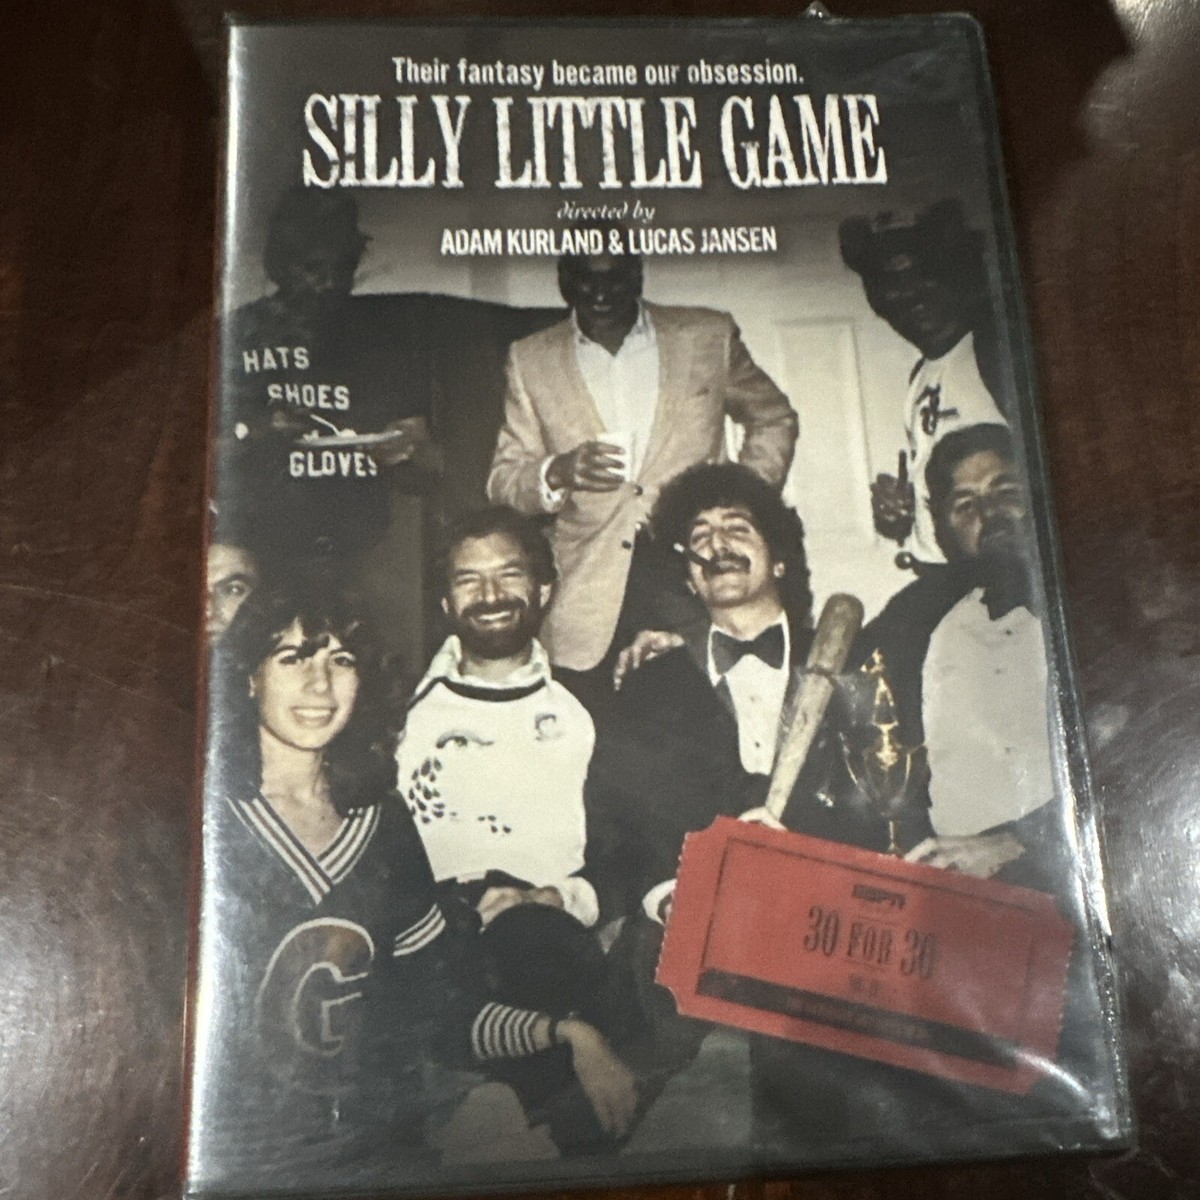 Their fantasy became our obsession.
SILLY LITTLE GAME
directed by
ADAM KURLAND & LUCAS JANSEN
HATS
SHOES
GLOVES
G
ESPN
30 FOR 30